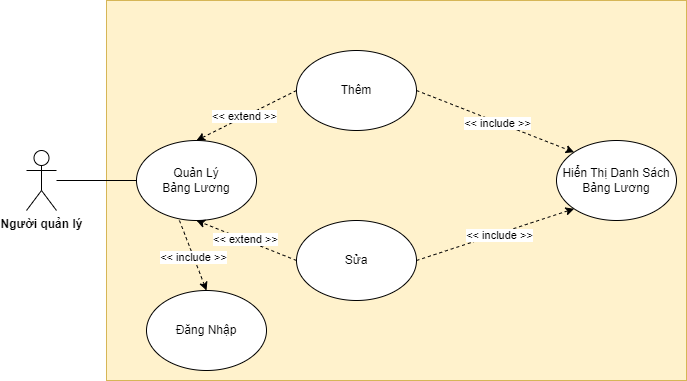 Thêm
<< extend >>
<< include >>
Quản Lý
Bảng Lương
Hiển Thị Danh Sách
Bảng Lương
Người quản lý
<< extend >>
<< include >>
<< include >>
Sửa
Đăng Nhập